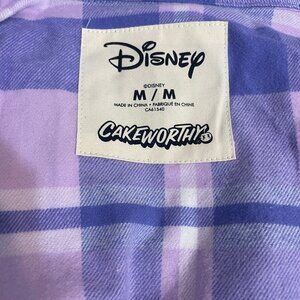 Disney
©DISNEY
M / M
MADE IN CHINA • FABRIQUÉ EN CHINE
CA61540
CAKEWORTHY